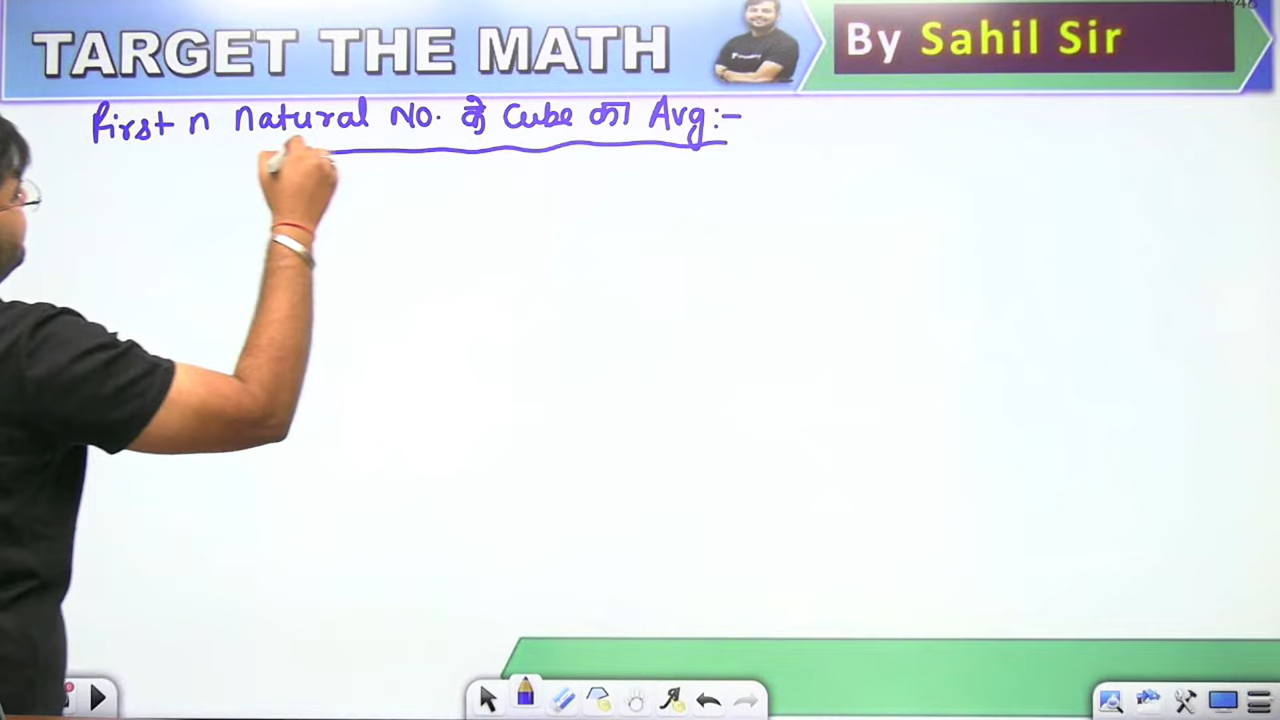 TARGET THE MATH
By Sahil Sir
First n Natural No. के Cube का Avg:-